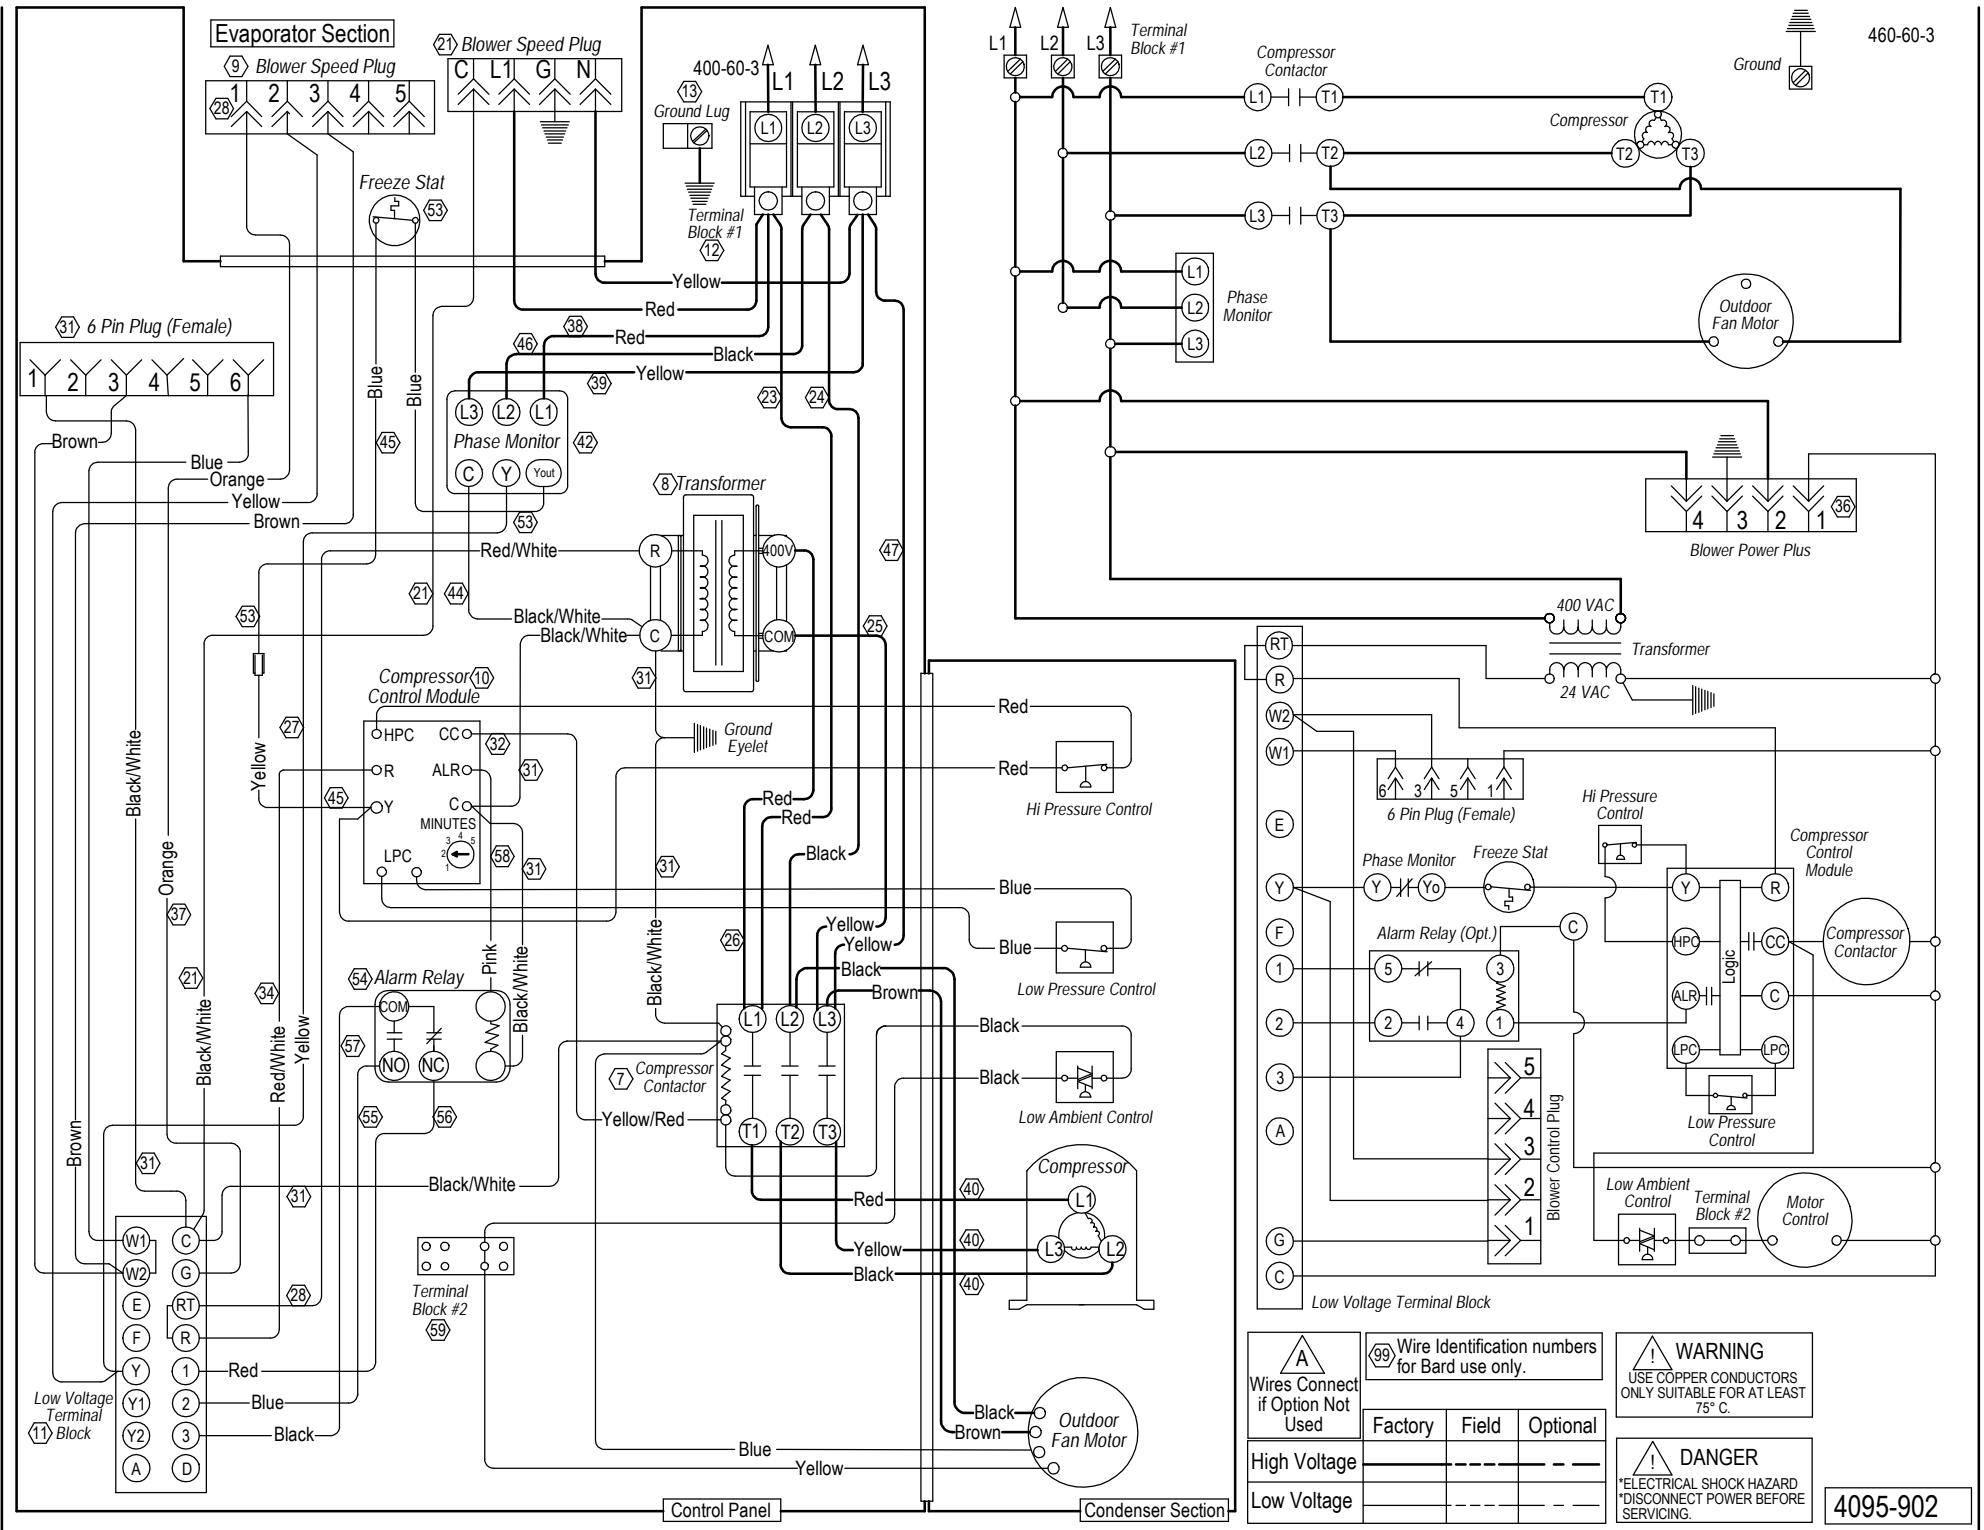 Evaporator Section
9 Blower Speed Plug
28 1 2 3 4 5
21 Blower Speed Plug
C L1 G N
400-60-3
L1 L2 L3
13
Ground Lug
L1 L2 L3
Terminal
Block #1
12
Freeze Stat
53
Yellow
Red
38
Red
46
Black
Yellow
39
31 6 Pin Plug (Female)
1 2 3 4 5 6
Blue
Blue
23
24
L3 L2 L1
Phase Monitor
42
C Y Yout
53
45
Brown
Blue
Orange
Yellow
Brown
8 Transformer
R
400V
C
COM
Red/White
21
44
47
Black/White
Black/White
25
53
31
Compressor
Control Module
10
HPC CC
R ALR
Y C
MINUTES
1 2 3 4 5
LPC
27
32
31
45
58
31
Yellow
Black/White
Ground
Eyelet
Red
Red
Hi Pressure Control
Red
Red
Black
31
Orange
37
Blue
Blue
Low Pressure Control
Yellow
Yellow
26
Black
Brown
Black/White
Pink
Black/White
21
Black/White
34
Red/White
Yellow
54 Alarm Relay
COM
NO NC
57
55
56
L1 L2 L3
7
Compressor
Contactor
T1 T2 T3
Yellow/Red
Black
Black
Low Ambient Control
Brown
31
31
Black/White
Compressor
L1
L3 L2
Red 40
Yellow 40
Black 40
W1 C
W2 G
E RT
F R
Y 1
Y1 2
Y2 3
A D
28
Red
Blue
Black
Low Voltage
Terminal
Block
11
Terminal
Block #2
59
Black
Brown
Blue
Yellow
Outdoor
Fan Motor
Control Panel
Condenser Section
L1 L2 L3
Terminal
Block #1
Ground
460-60-3
Compressor
Contactor
L1 T1
L2 T2
L3 T3
Compressor
T1
T2 T3
L1
L2
L3
Phase
Monitor
Outdoor
Fan Motor
4 3 2 1
36
Blower Power Plus
400 VAC
Transformer
24 VAC
RT
R
W2
W1
E
Y
F
1
2
3
A
G
C
6 3 5 1
6 Pin Plug (Female)
Hi Pressure
Control
Compressor
Control
Module
Phase Monitor
Y Yo
Freeze Stat
Y R
HPC CC
ALR C
LPC LPC
Logic
Compressor
Contactor
Alarm Relay (Opt.)
5 3
2 4 1
C
Low Pressure
Control
5
4
3
2
1
Blower Control Plug
Low Ambient
Control
Terminal
Block #2
Motor
Control
Low Voltage Terminal Block
A
Wires Connect
if Option Not
Used
99 Wire Identification numbers
for Bard use only.
! WARNING
USE COPPER CONDUCTORS
ONLY SUITABLE FOR AT LEAST
75° C.
Factory Field Optional
High Voltage
Low Voltage
! DANGER
*ELECTRICAL SHOCK HAZARD
*DISCONNECT POWER BEFORE
SERVICING.
4095-902